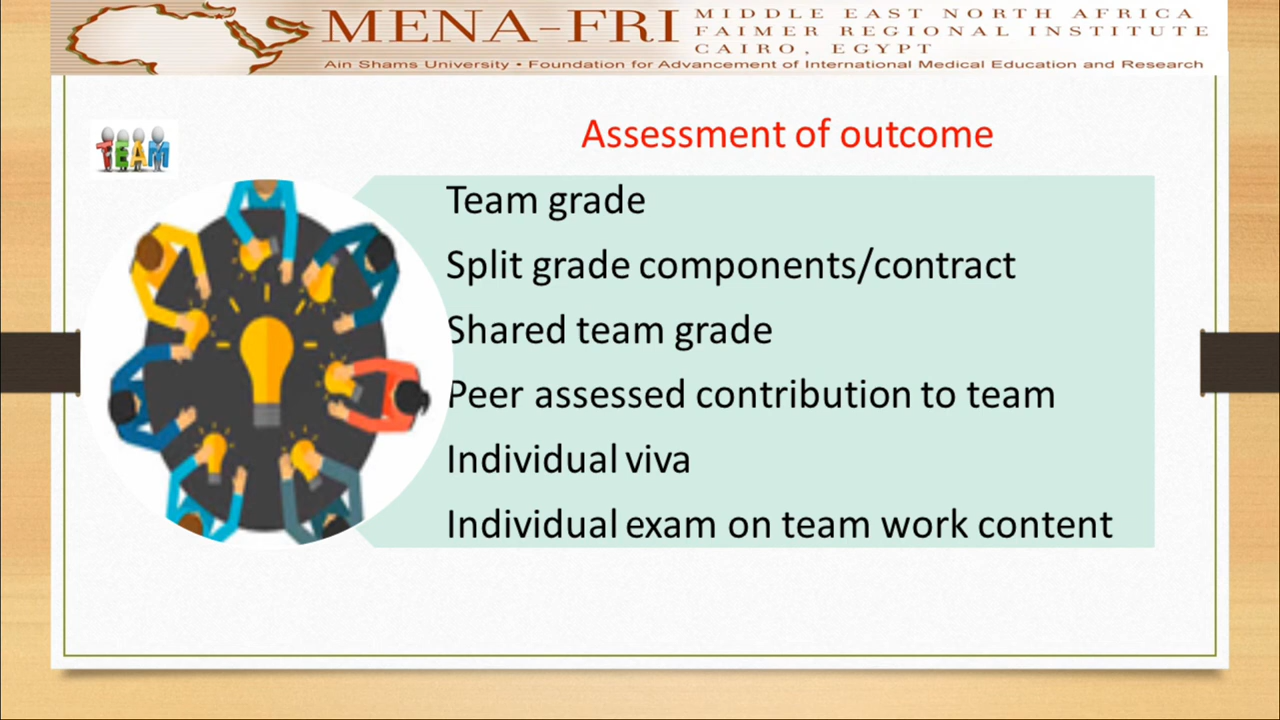 MENA-FRI
MIDDLE EAST NORTH AFRICA
FAIMER REGIONAL INSTITUTE
CAIRO, EGYPT
Ain Shams University • Foundation for Advancement of International Medical Education and Research
TEAM
Assessment of outcome
Team grade
Split grade components/contract
Shared team grade
Peer assessed contribution to team
Individual viva
Individual exam on team work content